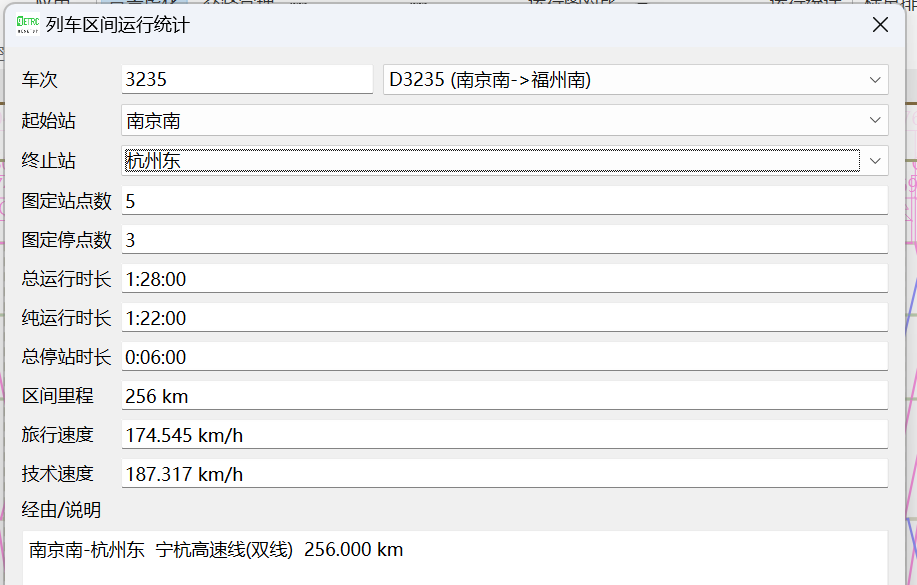 列车区间运行统计
车次 3235 D3235 (南京南->福州南)
起始站 南京南
终止站 杭州东
图定站点数 5
图定停点数 3
总运行时长 1:28:00
纯运行时长 1:22:00
总停站时长 0:06:00
区间里程 256 km
旅行速度 174.545 km/h
技术速度 187.317 km/h
经由/说明
南京南-杭州东 宁杭高速线(双线) 256.000 km